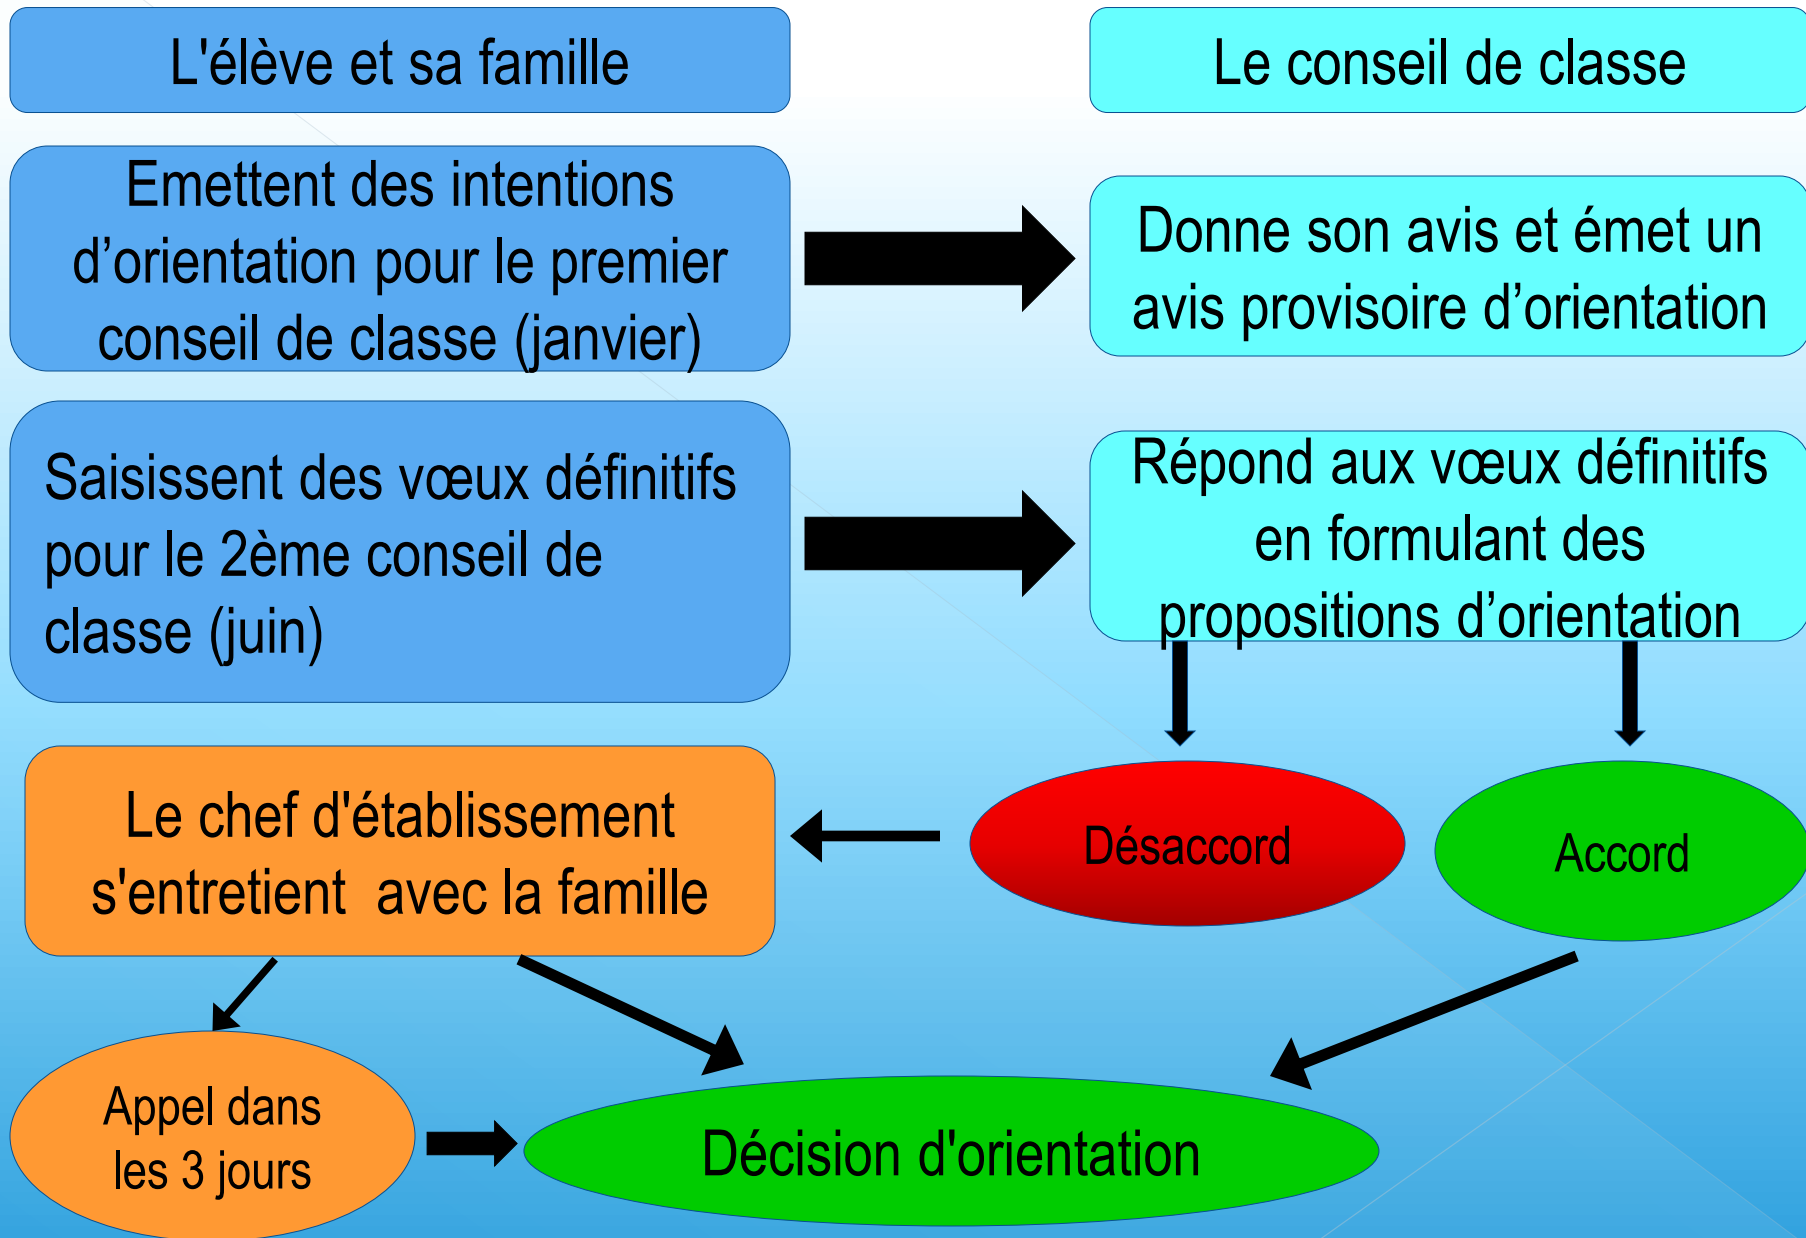 L'élève et sa famille
Le conseil de classe
Emettent des intentions
d’orientation pour le premier
conseil de classe (janvier)
Donne son avis et émet un
avis provisoire d’orientation
Saisissent des vœux définitifs
pour le 2ème conseil de
classe (juin)
Répond aux vœux définitifs
en formulant des
propositions d’orientation
Le chef d'établissement
s'entretient  avec la famille
Désaccord
Accord
Appel dans
les 3 jours
Décision d'orientation